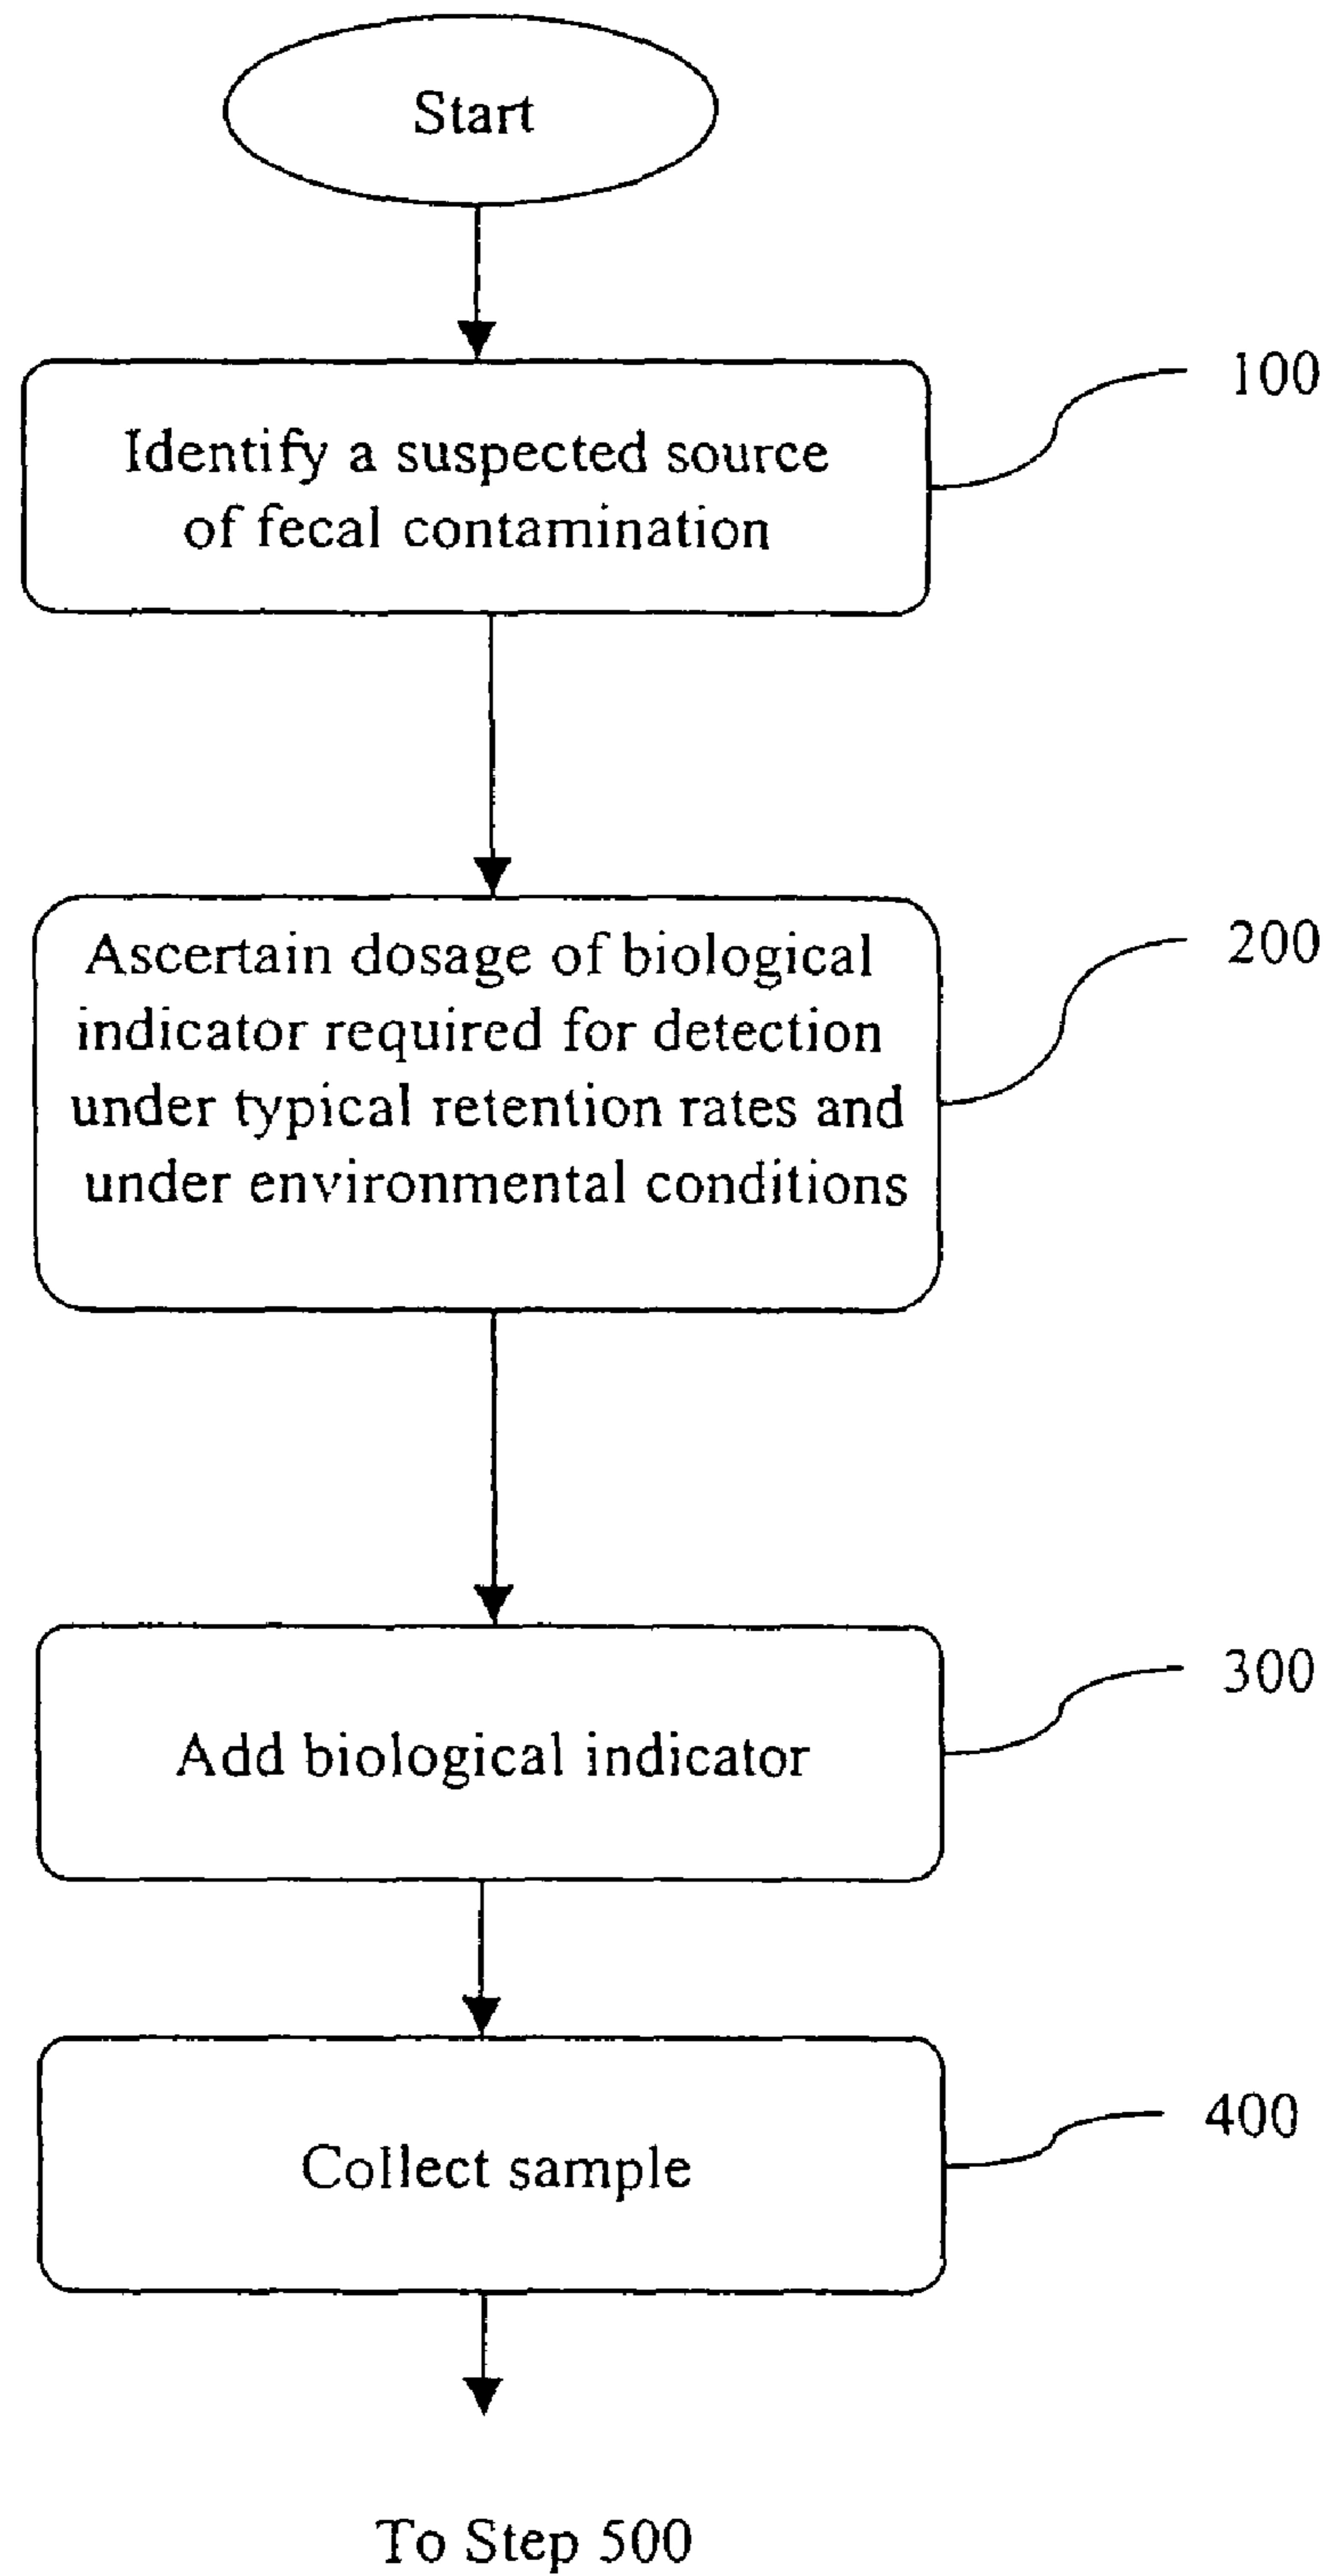 Start
100
Identify a suspected source
of fecal contamination
200
Ascertain dosage of biological
indicator required for detection
under typical retention rates and
under environmental conditions
300
Add biological indicator
400
Collect sample
To Step 500